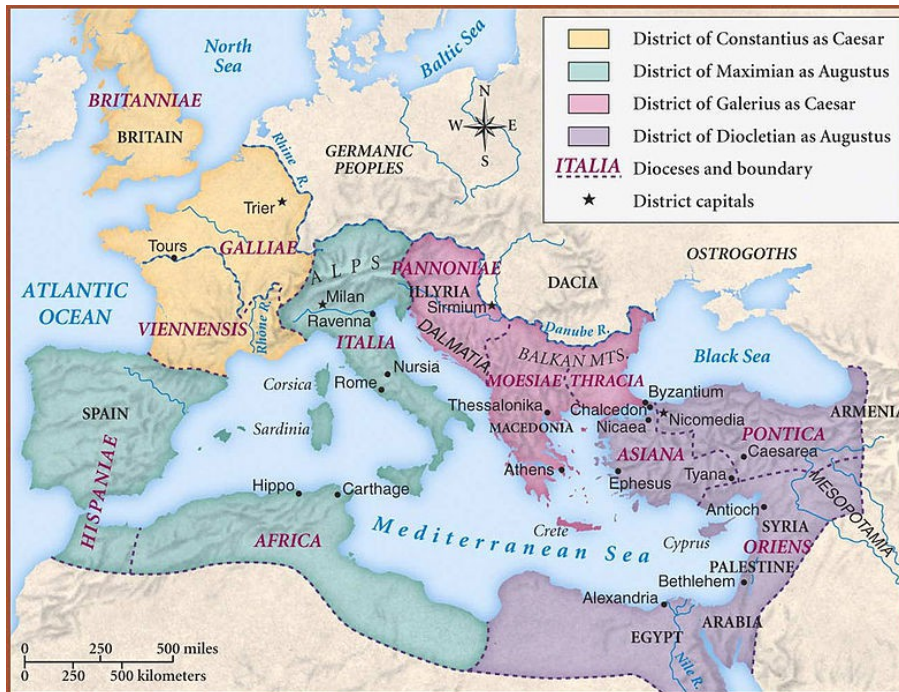 District of Constantius as Caesar
District of Maximian as Augustus
District of Galerius as Caesar
District of Diocletian as Augustus
ITALIA Dioceses and boundary
District capitals
North
Sea
Baltic Sea
N
W E
S
BRITANNIAE
BRITAIN
Rhine R.
GERMANIC
PEOPLES
Trier
Tours
GALLIAE
ATLANTIC
OCEAN
VIENNENSIS
Rhône R.
ALPS
Milan
Ravenna
ITALIA
PANNONIAE
ILLYRIA
Sirmium
DACIA
OSTROGOTHS
Danube R.
DALMATIA
BALKAN MTS.
Black Sea
Corsica
Nursia
Rome
Sardinia
MOESIAE
THRACIA
Byzantium
Thessalonika
Chalcedon
Nicomedia
MACEDONIA
Nicaea
ARMENIA
PONTICA
Caesarea
SPAIN
HISPANIAE
Hippo
Carthage
AFRICA
Athens
ASIANA
Ephesus
Tyana
MESOPOTAMIA
Antioch
SYRIA
Crete
Cyprus
ORIENS
Mediterranean Sea
PALESTINE
Bethlehem
Alexandria
EGYPT
ARABIA
Nile R.
0 250 500 miles
0 250 500 kilometers